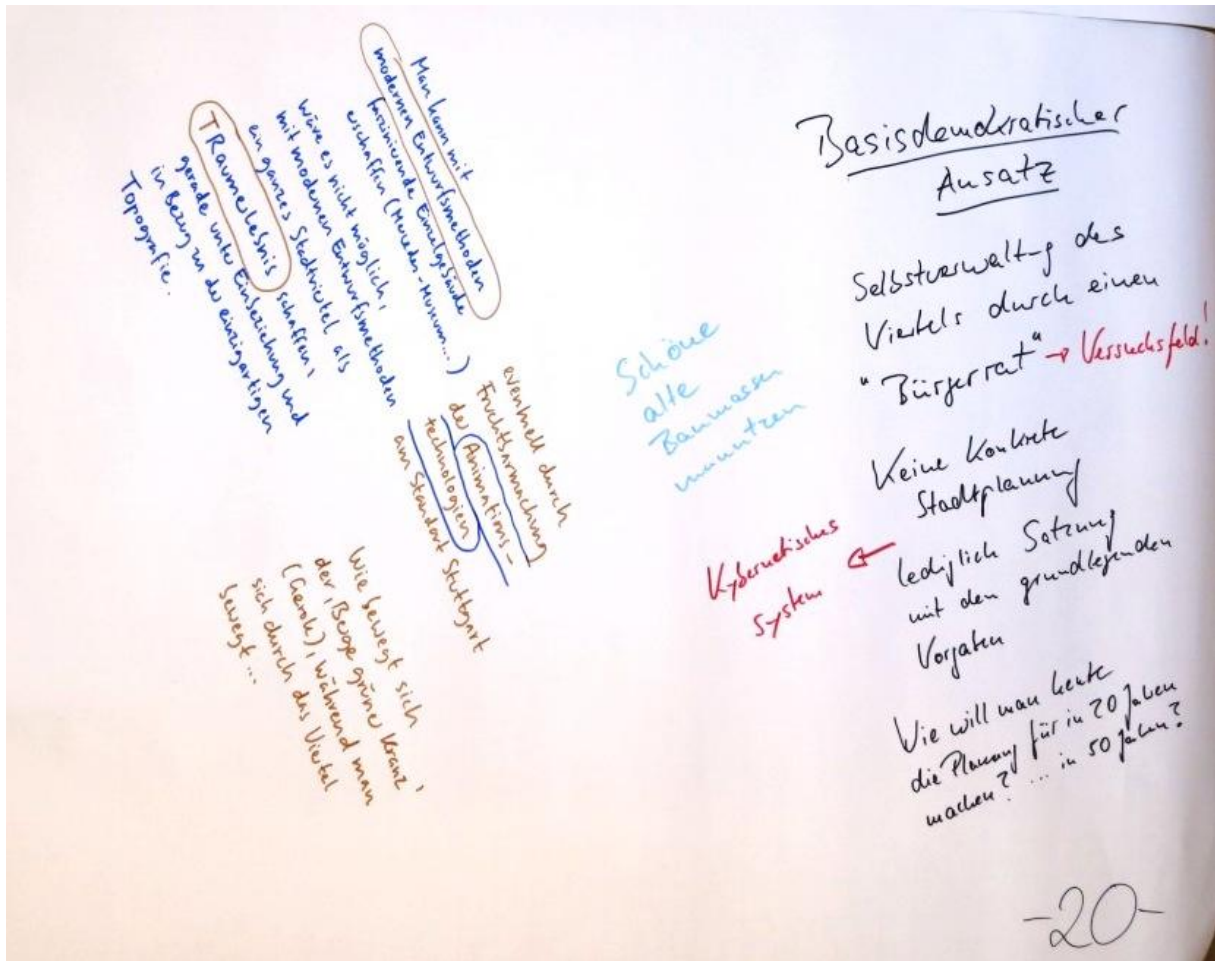 Man kann mit
modernen Entwurfsmethoden
faszinierende Einzelgebäude
erschaffen (Mercedes-Museum...)
wäre es nicht möglich,
mit modernen Entwurfsmethoden
ein ganzes Stadtviertel als
TRaumerlebnis schaffen,
gerade unter Einbeziehung und
in Bezug zu der einzigartigen
Topografie.
eventuell durch
Fruchtbarmachung
der Animations-
technologien
am Standort Stuttgart
Wie bewegt sich
der 'Berge grüner Kranz'
(Gerok), während man
sich durch das Viertel
bewegt...
Schöne
alte
Baumassen
Basisdemokratischer
Ansatz
Selbstverwaltung des
Viertels durch einen
"Bürgerrat" → Versuchsfeld!
Keine konkrete
Stadtplanung
Kybernetisches
System
←
lediglich Satzung
mit den grundlegenden
Vorgaben
Wie will man heute
die Planung für in 20 Jahren
machen? ... in 50 Jahren?
-20-